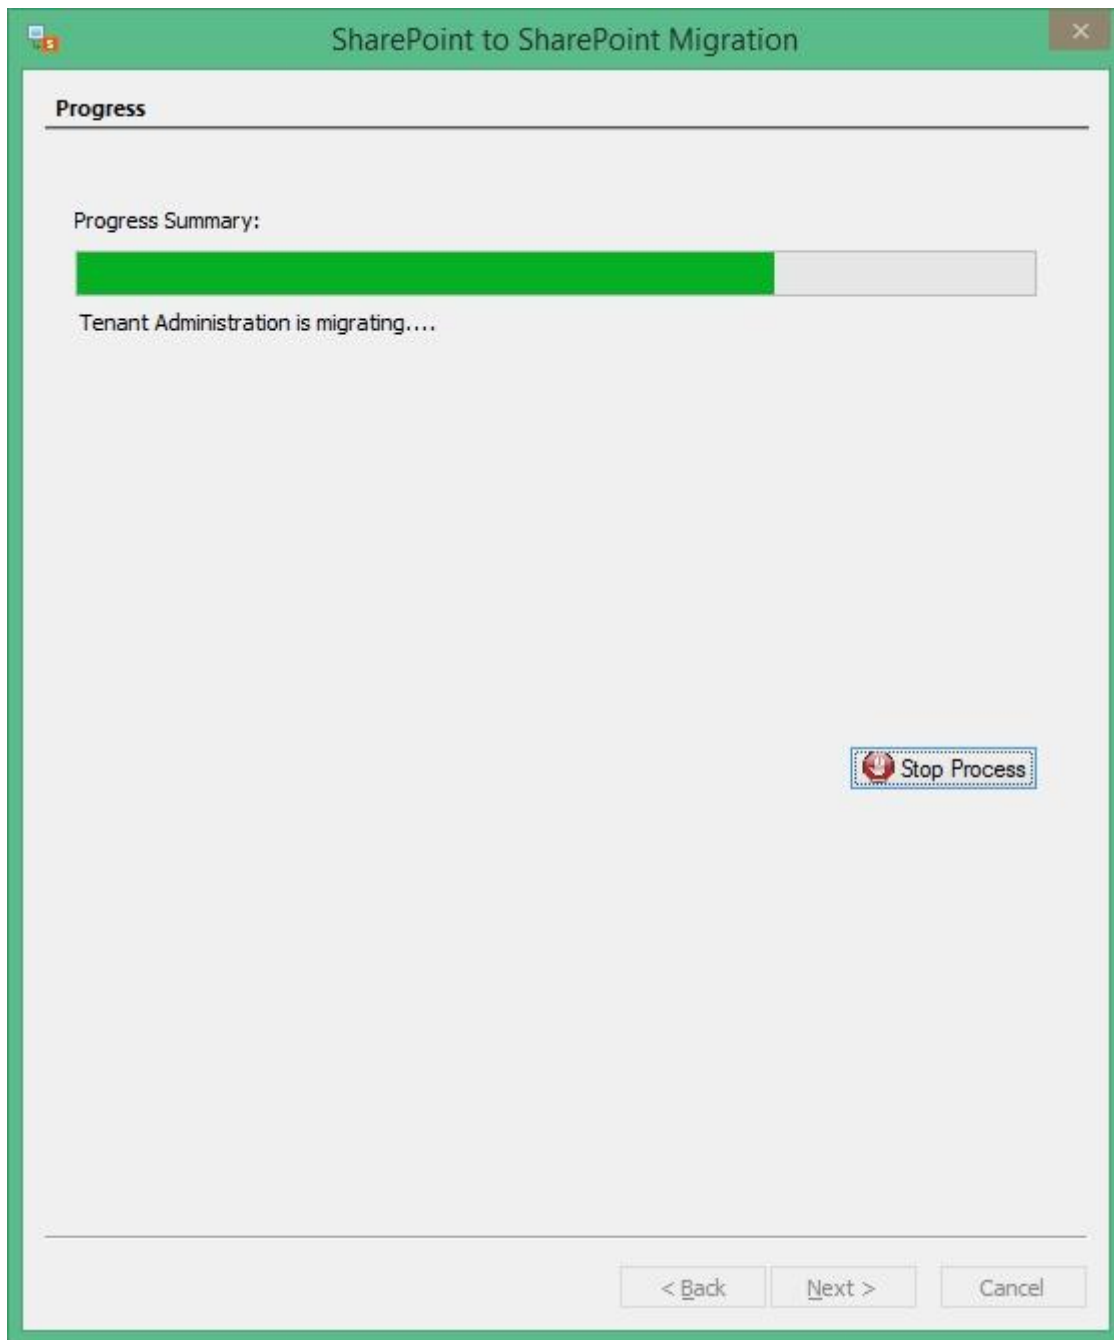 SharePoint to SharePoint Migration
Progress
Progress Summary:
Tenant Administration is migrating....
Stop Process
< Back Next > Cancel